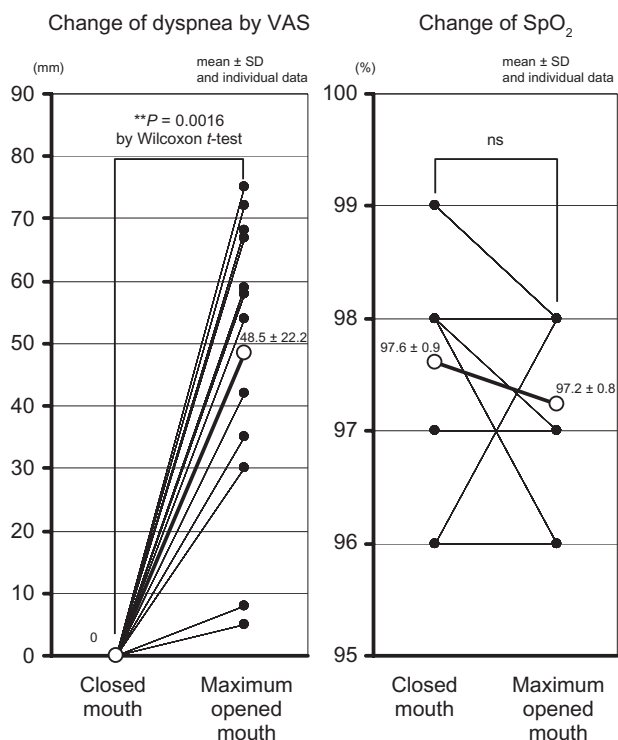 Change of dyspnea by VAS
(mm)
mean ± SD
and individual data
90
80
70
60
50
40
30
20
10
0
**P = 0.0016
by Wilcoxon t-test
48.5 ± 22.2
0
Closed
mouth
Maximum
opened
mouth
Change of SpO₂
(%)
mean ± SD
and individual data
100
99
98
97
96
95
ns
97.6 ± 0.9
97.2 ± 0.8
Closed
mouth
Maximum
opened
mouth